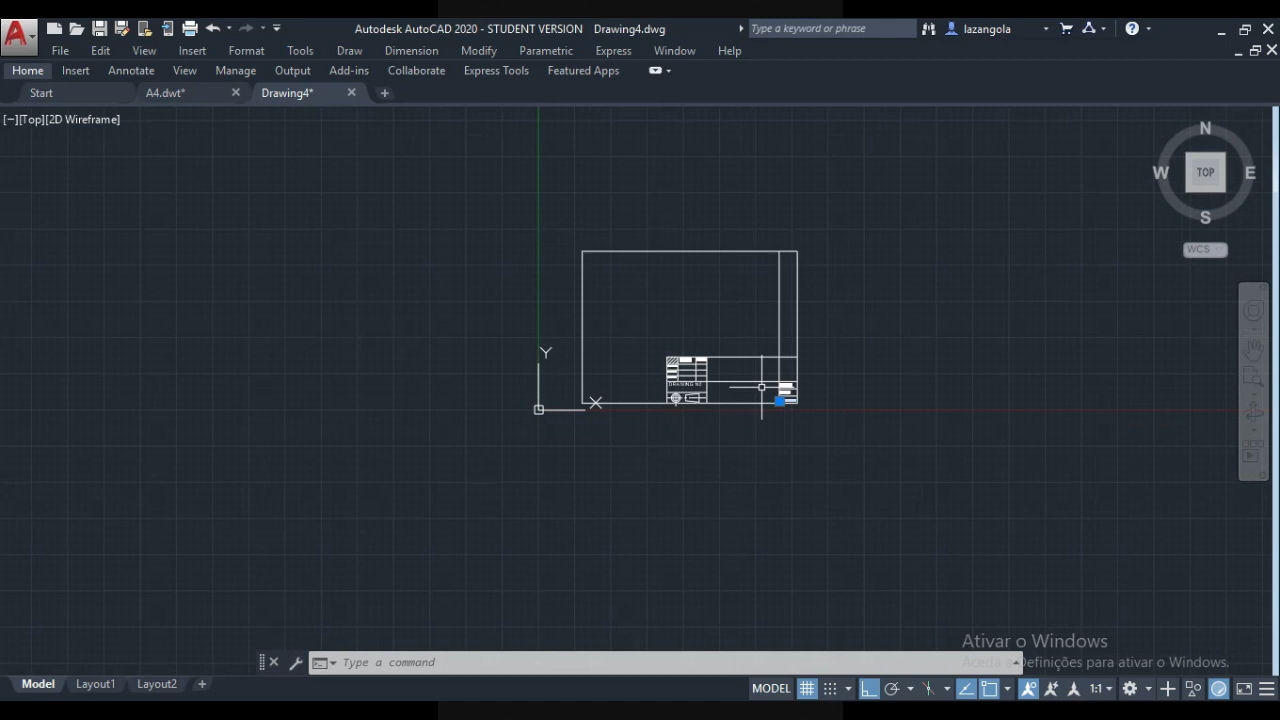 Autodesk AutoCAD 2020 - STUDENT VERSION Drawing4.dwg
Type a keyword or phrase
lazangola
File Edit View Insert Format Tools Draw Dimension Modify Parametric Express Window Help
Home Insert Annotate View Manage Output Add-ins Collaborate Express Tools Featured Apps
Start A4.dwt* Drawing4*
[−][Top][2D Wireframe]
N
W TOP E
S
WCS
Y
DRAWING NO
Ativar o Windows
Aceda a Definições para ativar o Windows.
Type a command
Model Layout1 Layout2
MODEL 1:1